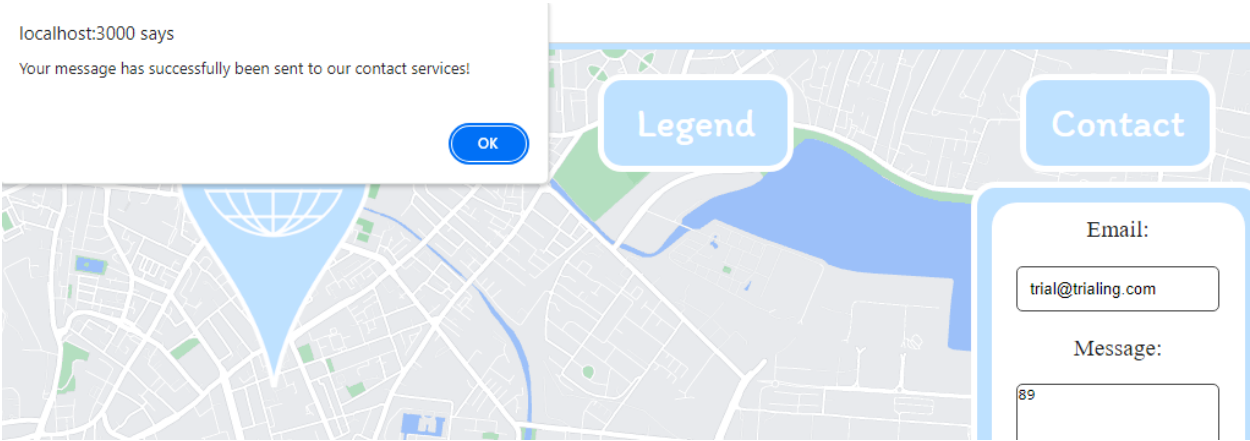 localhost:3000 says
Your message has successfully been sent to our contact services!
OK
Legend
Contact
Email:
trial@trialing.com
Message:
89